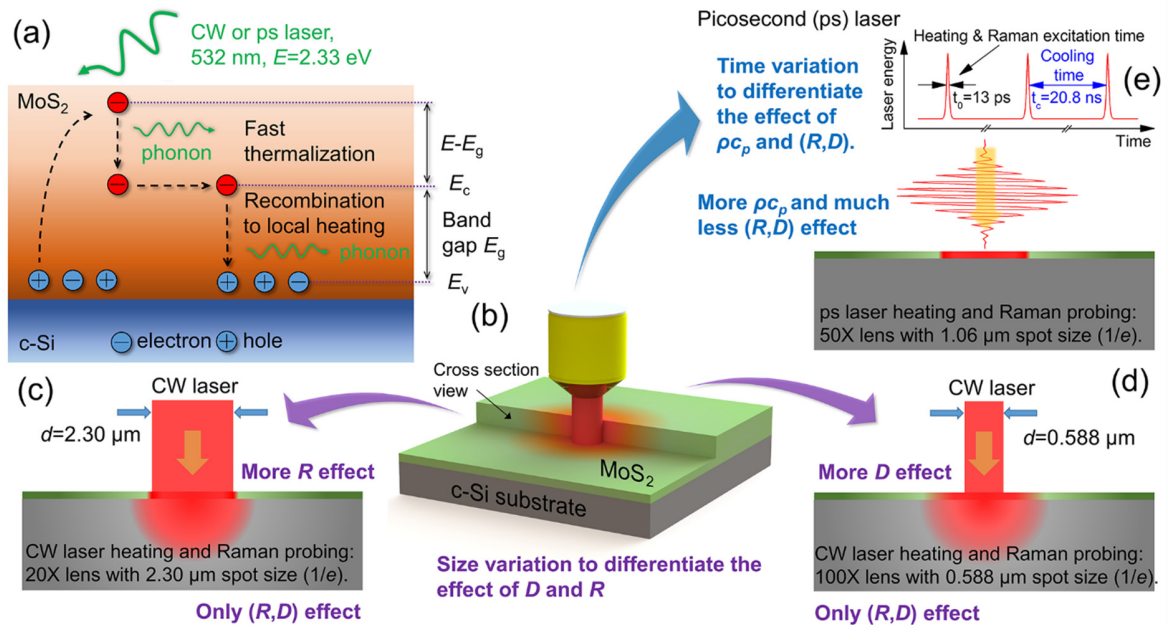 (a)
CW or ps laser,
532 nm, E=2.33 eV
MoS₂
phonon
Fast
thermalization
E-Eg
Ec
Recombination
to local heating
phonon
Band
gap Eg
Ev
c-Si
electron
hole
(b)
Cross section
view
MoS₂
c-Si substrate
Size variation to differentiate the
effect of D and R
(c)
CW laser
d=2.30 μm
More R effect
CW laser heating and Raman probing:
20X lens with 2.30 μm spot size (1/e).
Only (R,D) effect
(d)
CW laser
d=0.588 μm
More D effect
CW laser heating and Raman probing:
100X lens with 0.588 μm spot size (1/e).
Only (R,D) effect
Picosecond (ps) laser
(e)
Laser energy
Heating & Raman excitation time
Cooling
time
t₀=13 ps
tc=20.8 ns
Time
Time variation
to differentiate
the effect of
ρcp and (R,D).
More ρcp and much
less (R,D) effect
ps laser heating and Raman probing:
50X lens with 1.06 μm spot size (1/e).